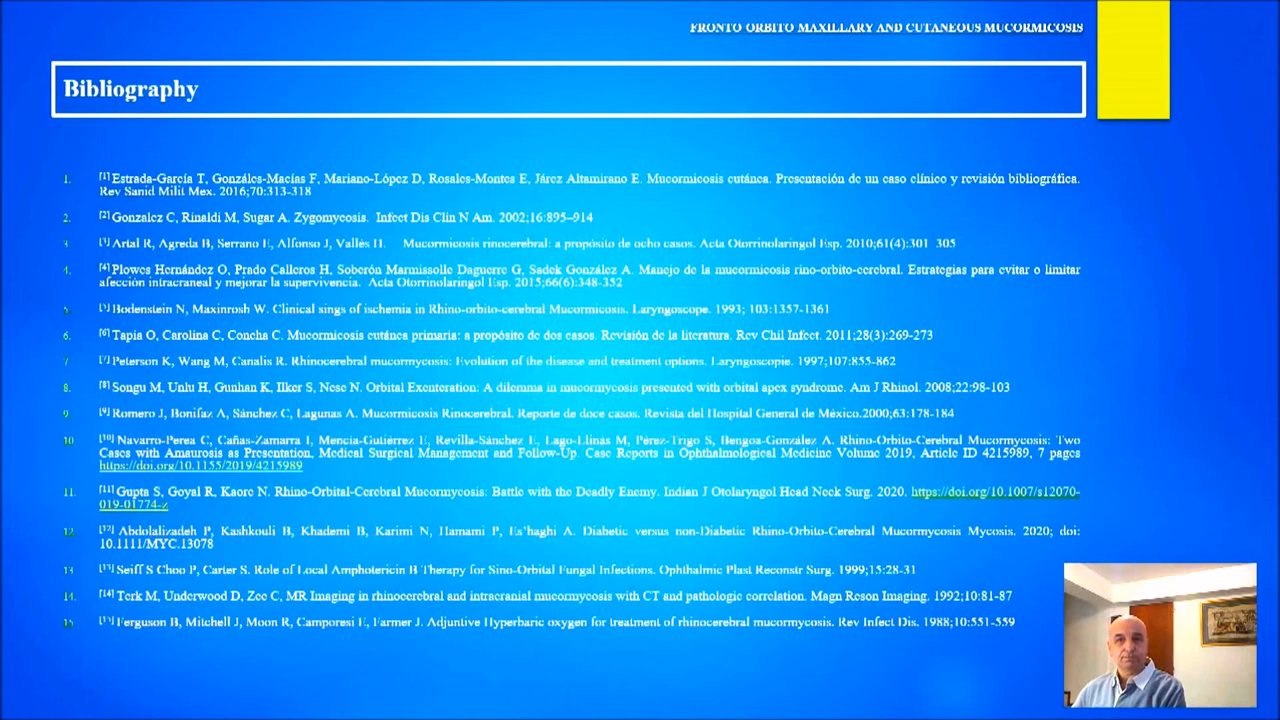 FRONTO ORBITO MAXILLARY AND CUTANEOUS MUCORMICOSIS
Bibliography
1. [1] Estrada-García T, Gonzáles-Macías F, Mariano-López D, Rosales-Montes E, Járez Altamirano E. Mucormicosis cutánea. Presentación de un caso clínico y revisión bibliográfica.
Rev Sanid Milit Mex. 2016;70:313-318
2. [2] Gonzalez C, Rinaldi M, Sugar A. Zygomycosis. Infect Dis Clin N Am. 2002;16:895–914
3. [3] Artal R, Agreda B, Serrano E, Alfonso J, Vallés H. Mucormicosis rinocerebral: a propósito de ocho casos. Acta Otorrinolaringol Esp. 2010;61(4):301-305
4. [4] Plowes Hernández O, Prado Calleros H, Soberón Marmissolle Daguerre G, Sadek González A. Manejo de la mucormicosis rino-orbito-cerebral. Estrategias para evitar o limitar
afección intracraneal y mejorar la supervivencia. Acta Otorrinolaringol Esp. 2015;66(6):348-352
5. [5] Bodenstein N, Maxinrosh W. Clinical sings of ischemia in Rhino-orbito-cerebral Mucormicosis. Laryngoscope. 1993; 103:1357-1361
6. [6] Tapia O, Carolina C, Concha C. Mucormicosis cutánea primaria: a propósito de dos casos. Revisión de la literatura. Rev Chil Infect. 2011;28(3):269-273
7. [7] Peterson K, Wang M, Canalis R. Rhinocerebral mucormycosis: Evolution of the disease and treatment options. Laryngoscopie. 1997;107:855-862
8. [8] Songu M, Unlu H, Gunhan K, Ilker S, Nese N. Orbital Exenteration: A dilemma in mucormycosis presented with orbital apex syndrome. Am J Rhinol. 2008;22:98-103
9. [9] Romero J, Bonifaz A, Sánchez C, Lagunas A. Mucormicosis Rinocerebral. Reporte de doce casos. Revista del Hospital General de México.2000;63:178-184
10. [10] Navarro-Perea C, Cañas-Zamarra I, Mencía-Gutiérrez E, Revilla-Sánchez E, Lago-Llinás M, Pérez-Trigo S, Bengoa-González A. Rhino-Orbito-Cerebral Mucormycosis: Two
Cases with Amaurosis as Presentation, Medical Surgical Management and Follow-Up. Case Reports in Ophthalmological Medicine Volume 2019, Article ID 4215989, 7 pages
https://doi.org/10.1155/2019/4215989
11. [11] Gupta S, Goyal R, Kaore N. Rhino-Orbital-Cerebral Mucormycosis: Battle with the Deadly Enemy. Indian J Otolaryngol Head Neck Surg. 2020. https://doi.org/10.1007/s12070-
019-01774-z
12. [12] Abdolalizadeh P, Kashkouli B, Khademi B, Karimi N, Hamami P, Es'haghi A. Diabetic versus non-Diabetic Rhino-Orbito-Cerebral Mucormycosis Mycosis. 2020; doi:
10.1111/MYC.13078
13. [13] Seiff S Choo P, Carter S. Role of Local Amphotericin B Therapy for Sino-Orbital Fungal Infections. Ophthalmic Plast Reconstr Surg. 1999;15:28-31
14. [14] Terk M, Underwood D, Zee C, MR Imaging in rhinocerebral and intracranial mucormycosis with CT and pathologic correlation. Magn Reson Imaging. 1992;10:81-87
15. [15] Ferguson B, Mitchell J, Moon R, Camporesi E, Farmer J. Adjuntive Hyperbaric oxygen for treatment of rhinocerebral mucormycosis. Rev Infect Dis. 1988;10:551-559